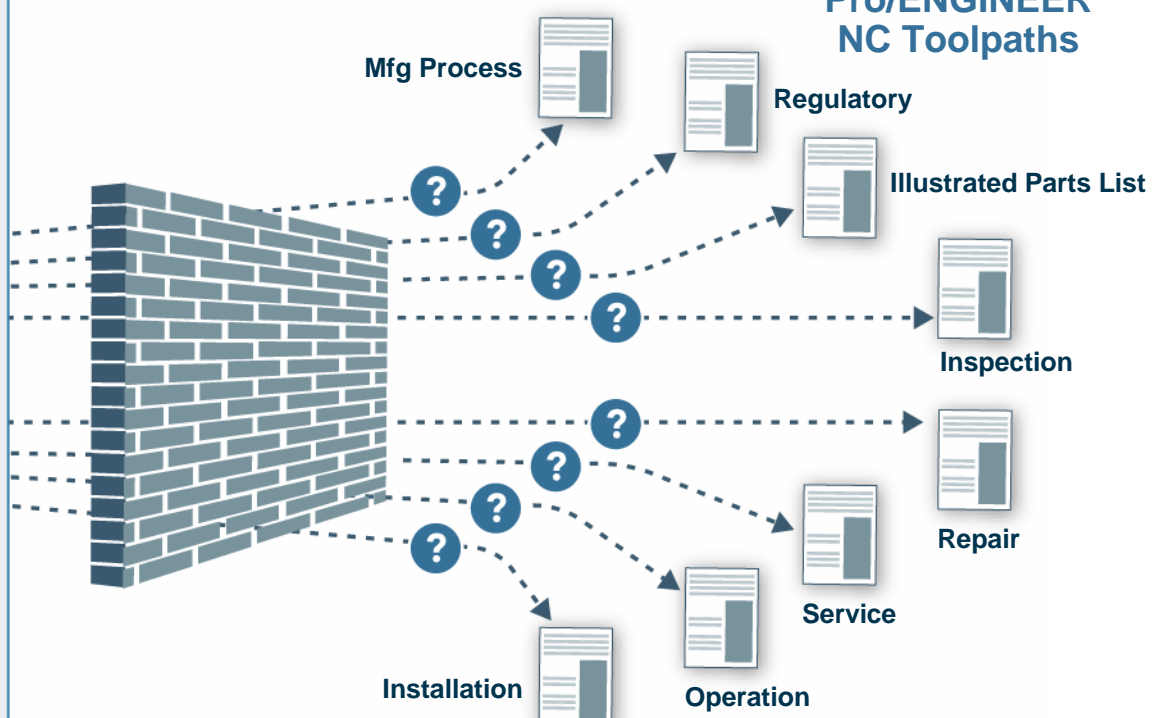 Pro/ENGINEER
NC Toolpaths
Mfg Process
Regulatory
Illustrated Parts List
Inspection
Repair
Service
Operation
Installation
?
?
?
?
?
?
?
?